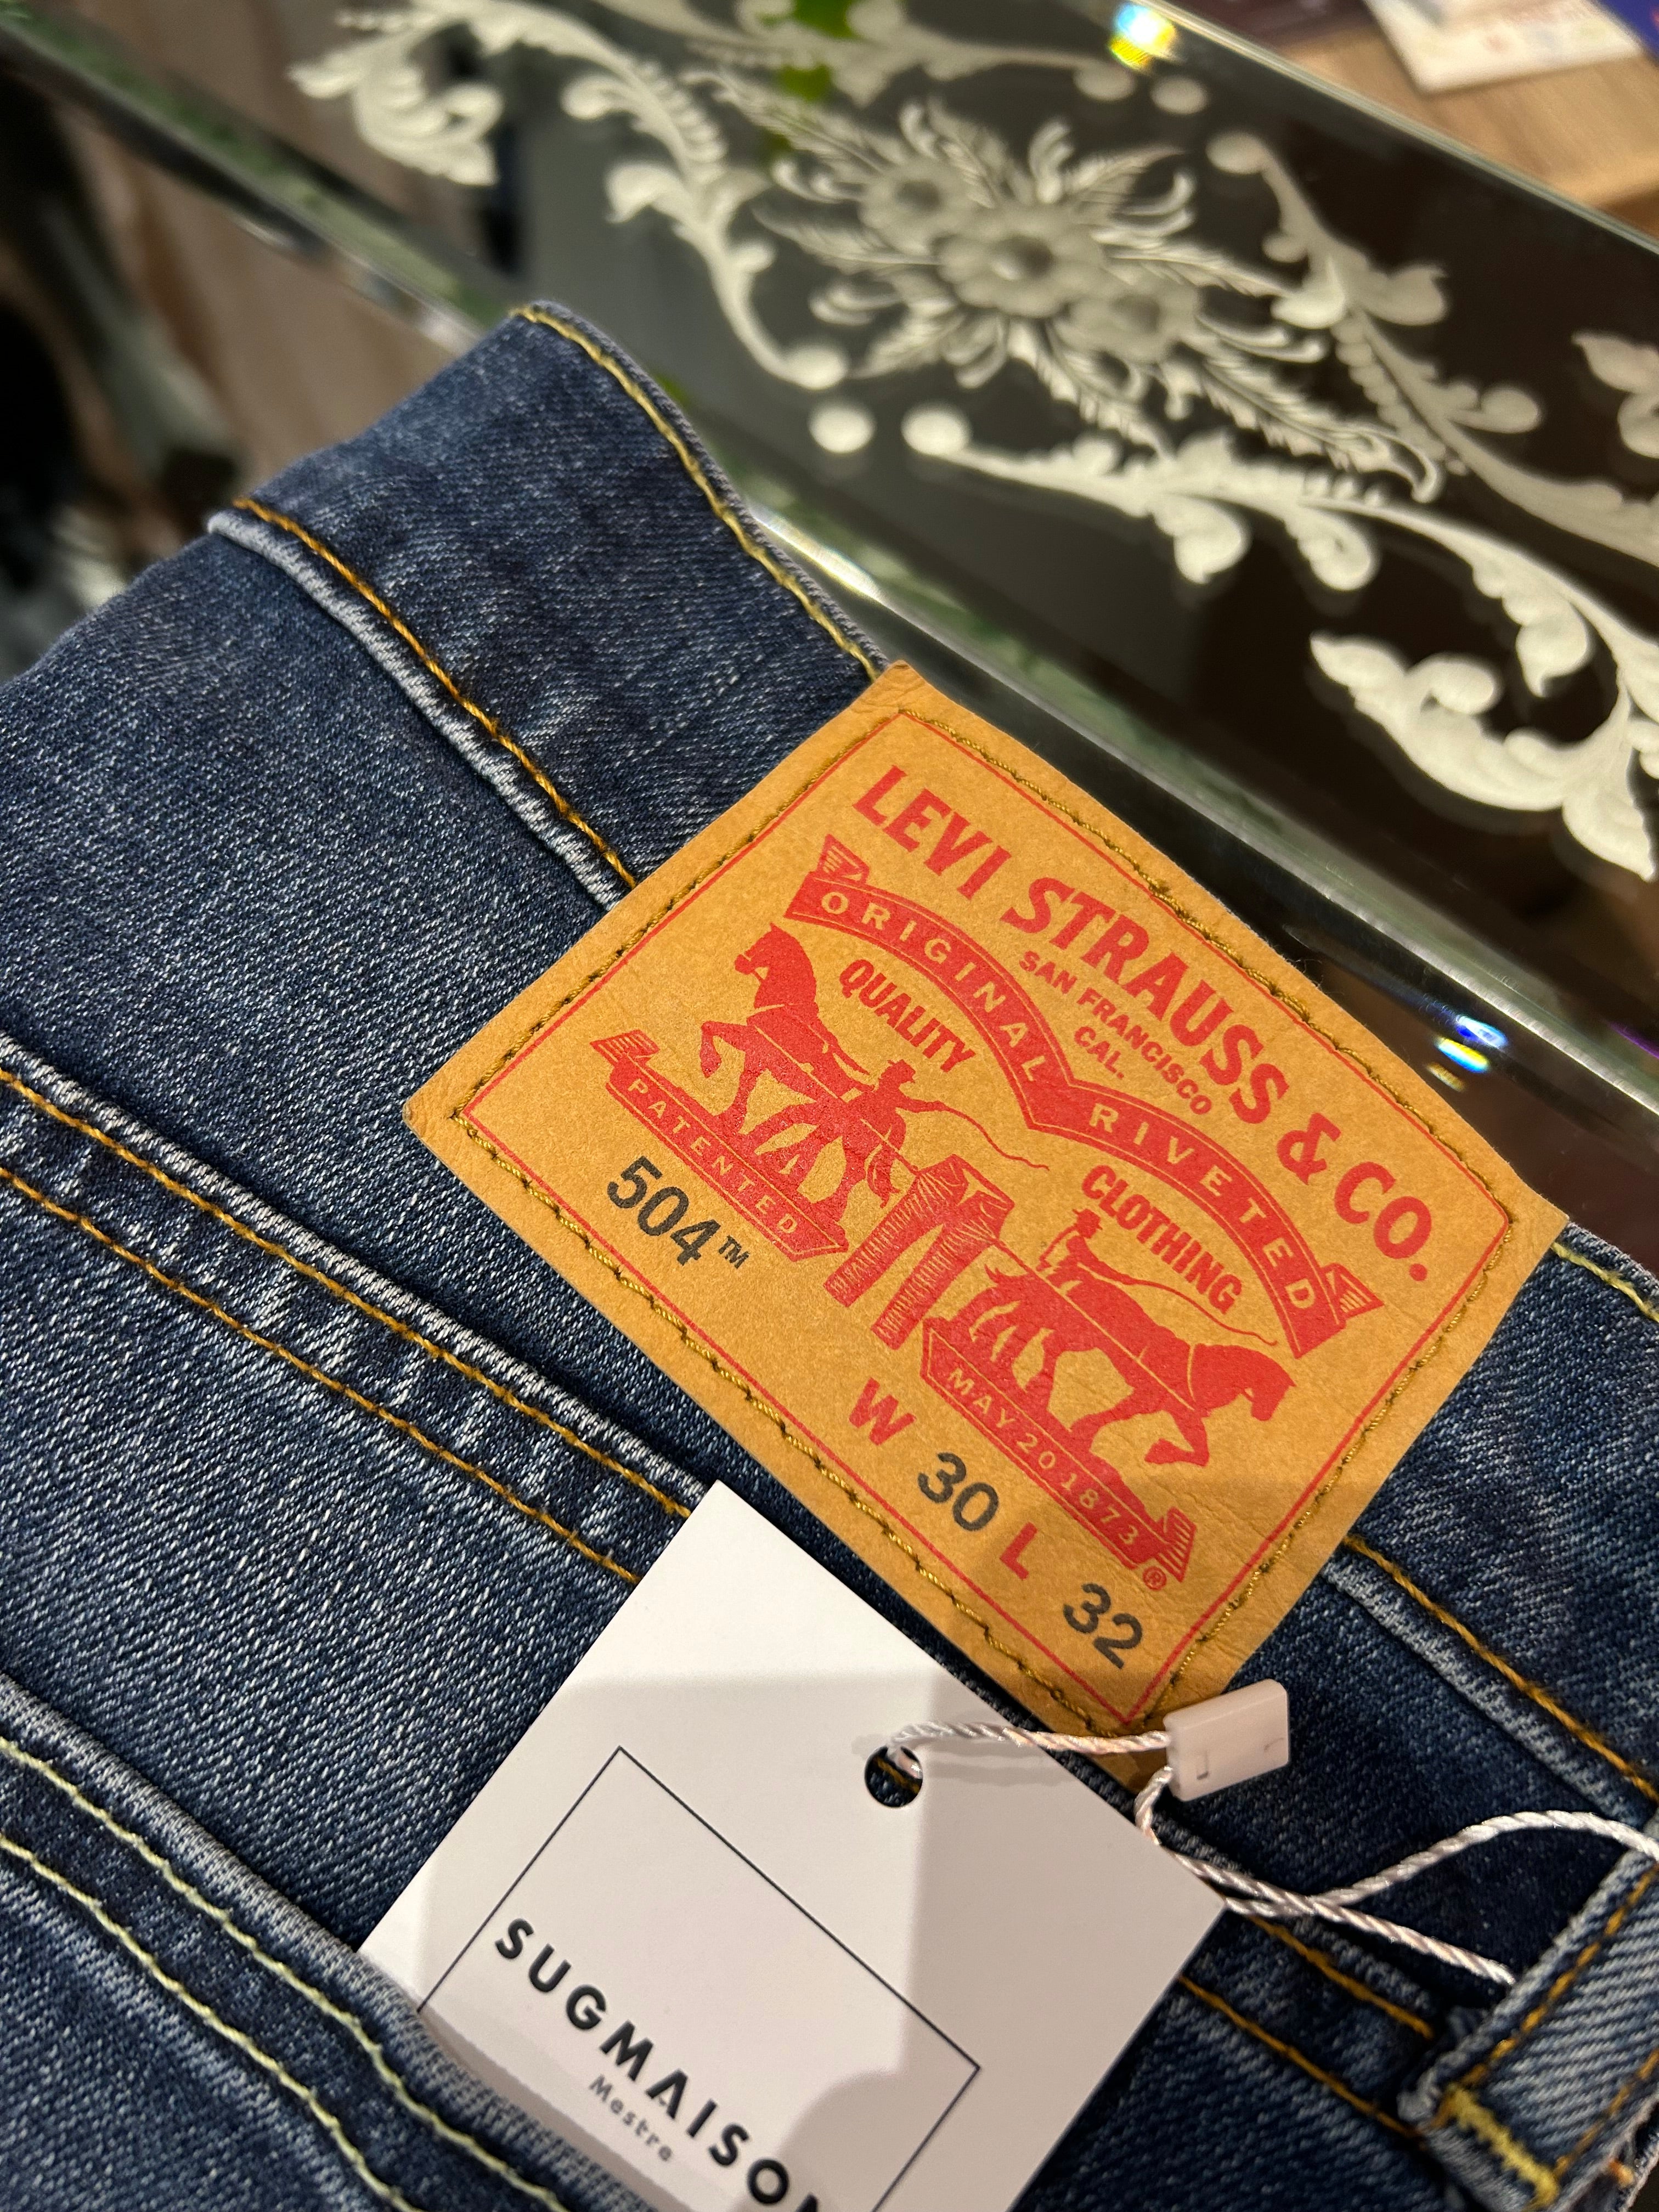 LEVI STRAUSS & CO.
SAN FRANCISCO
CAL.
ORIGINAL RIVETED
QUALITY CLOTHING
PATENTED MAY 20 1873
504™
W 30 L 32
®
SUGMAISON
Mestre